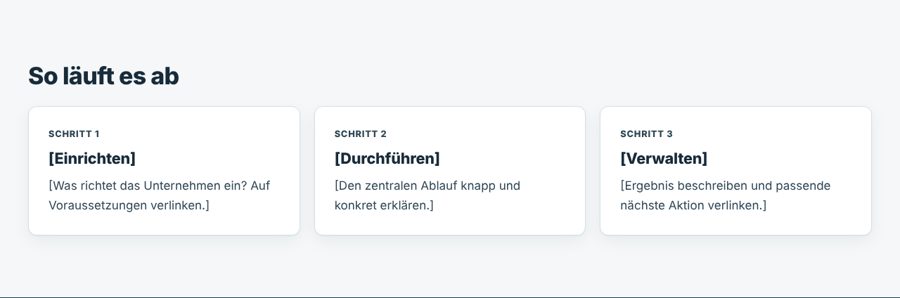 So läuft es ab
SCHRITT 1
[Einrichten]
[Was richtet das Unternehmen ein? Auf
Voraussetzungen verlinken.]
SCHRITT 2
[Durchführen]
[Den zentralen Ablauf knapp und
konkret erklären.]
SCHRITT 3
[Verwalten]
[Ergebnis beschreiben und passende
nächste Aktion verlinken.]